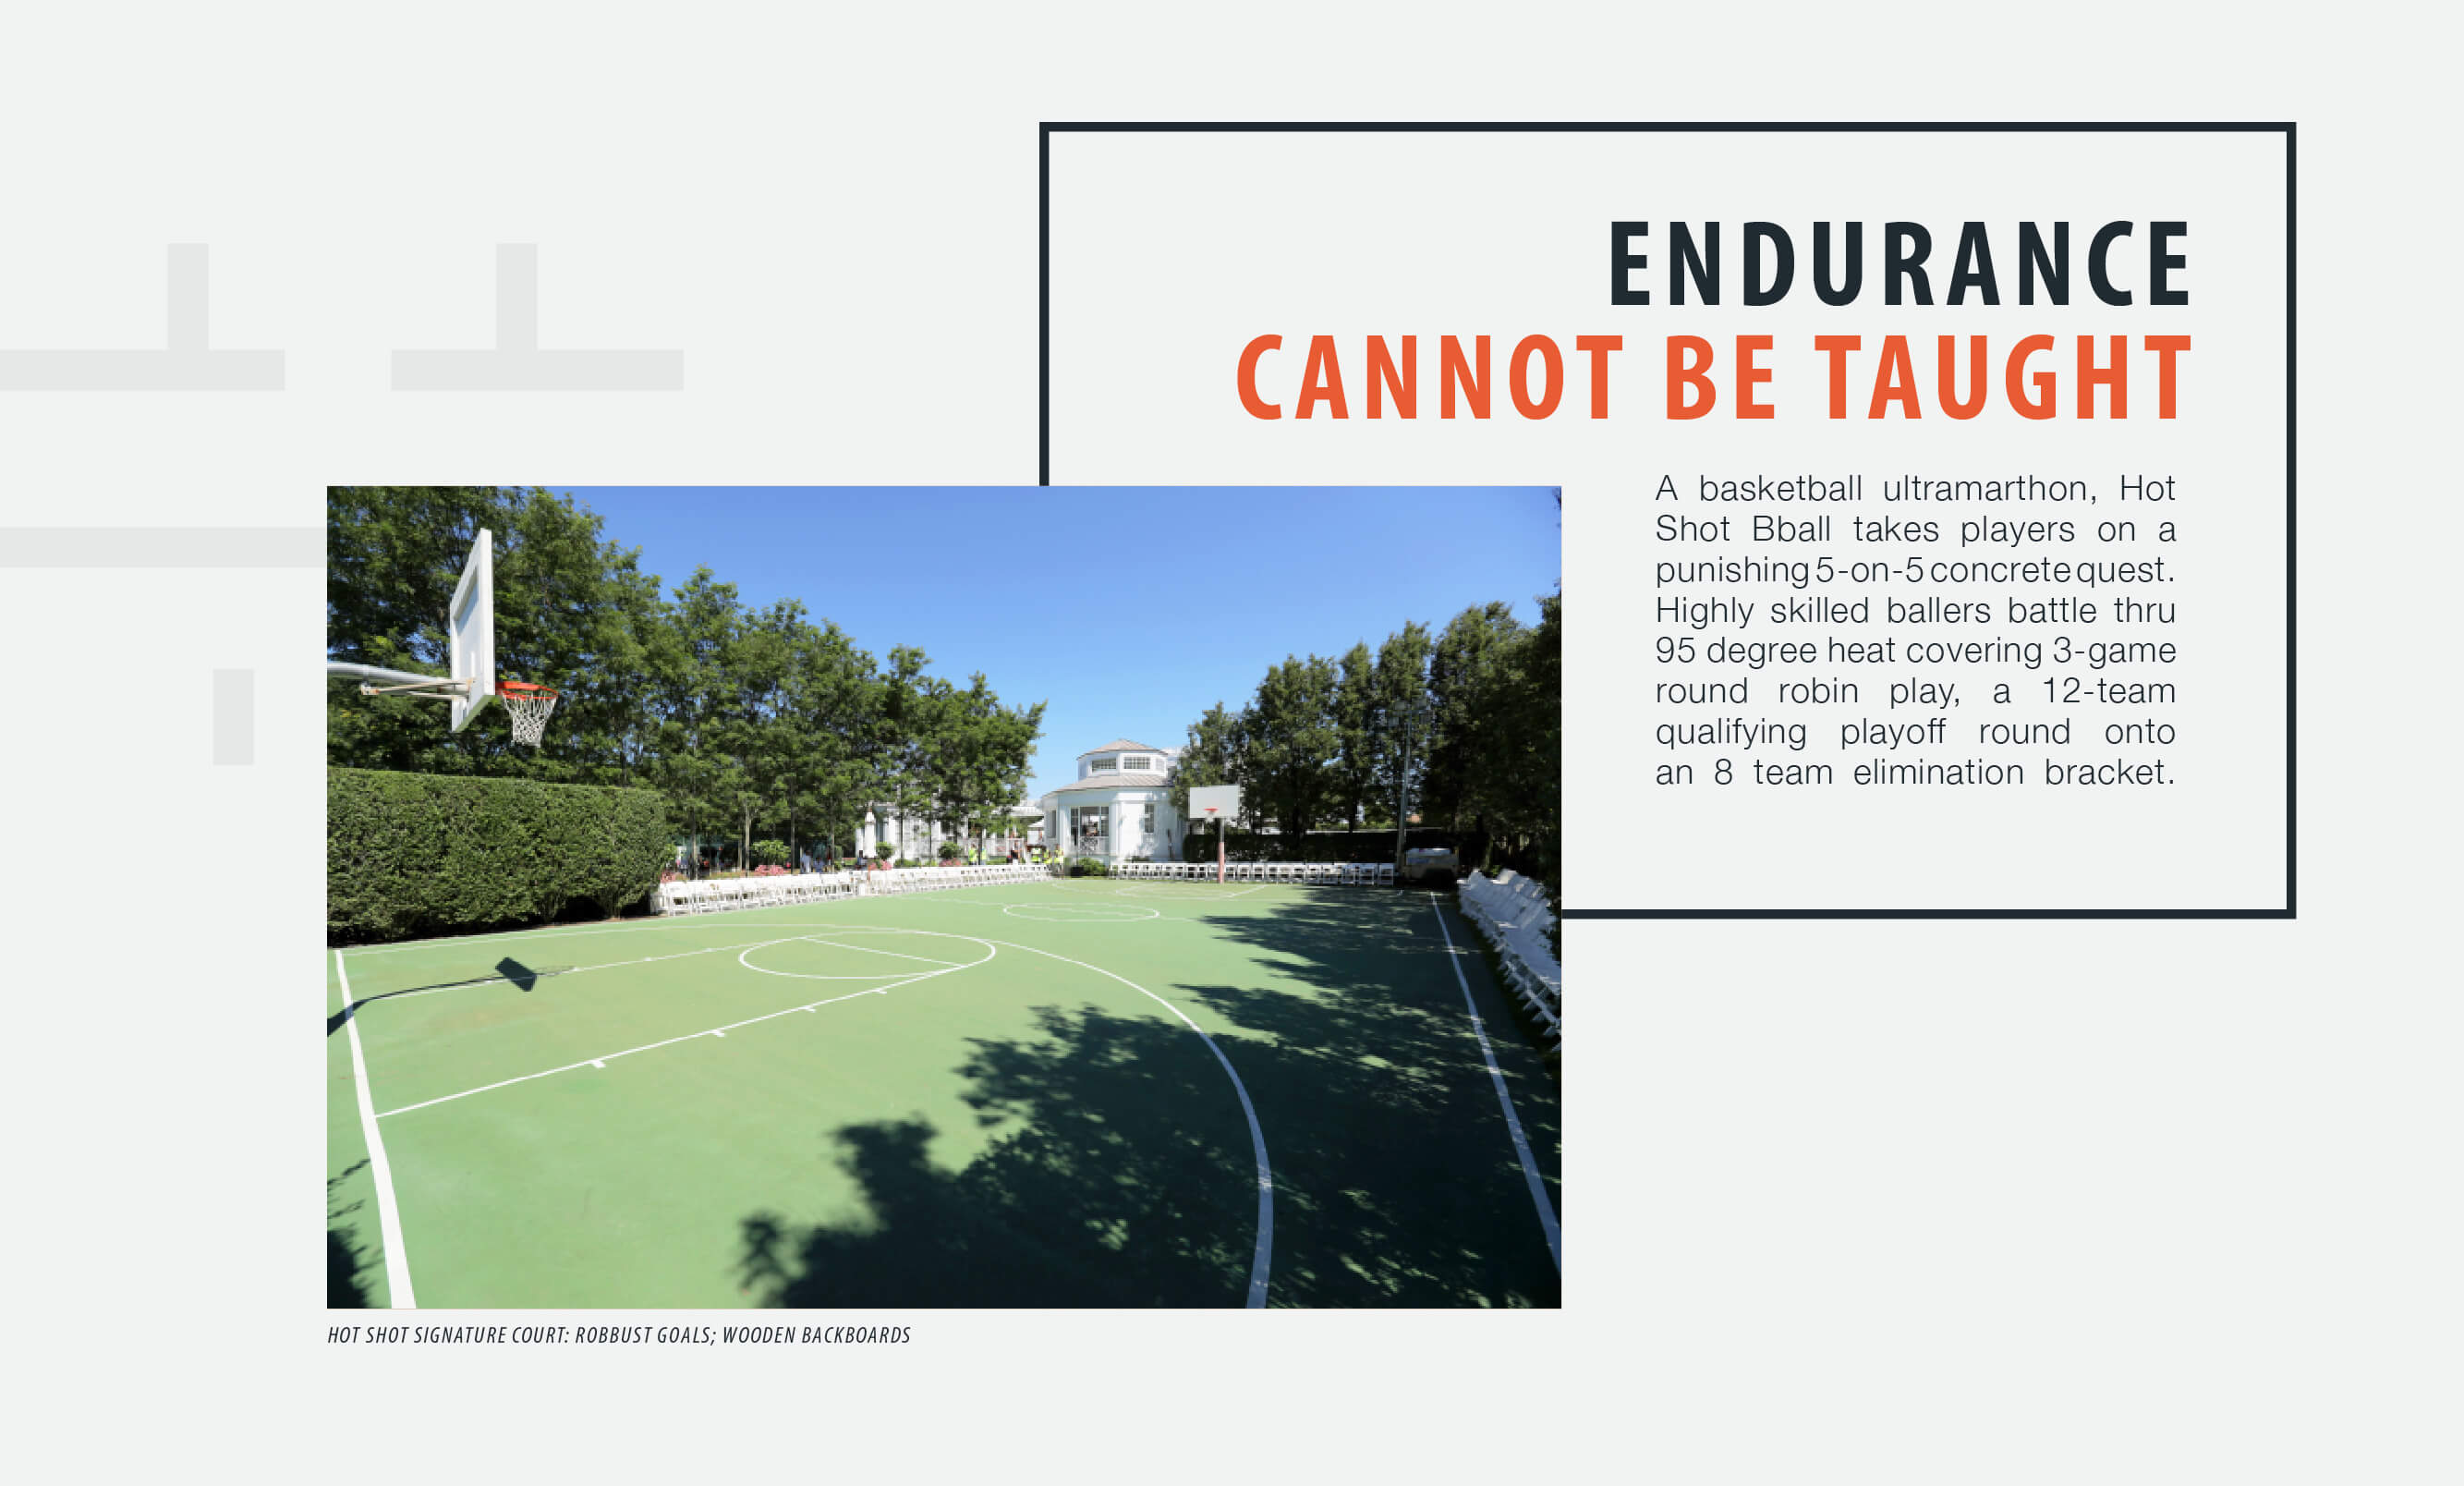 ENDURANCE
CANNOT BE TAUGHT
A basketball ultramarthon, Hot
Shot Bball takes players on a
punishing 5-on-5 concrete quest.
Highly skilled ballers battle thru
95 degree heat covering 3-game
round robin play, a 12-team
qualifying playoff round onto
an 8 team elimination bracket.
HOT SHOT SIGNATURE COURT: ROBBUST GOALS; WOODEN BACKBOARDS